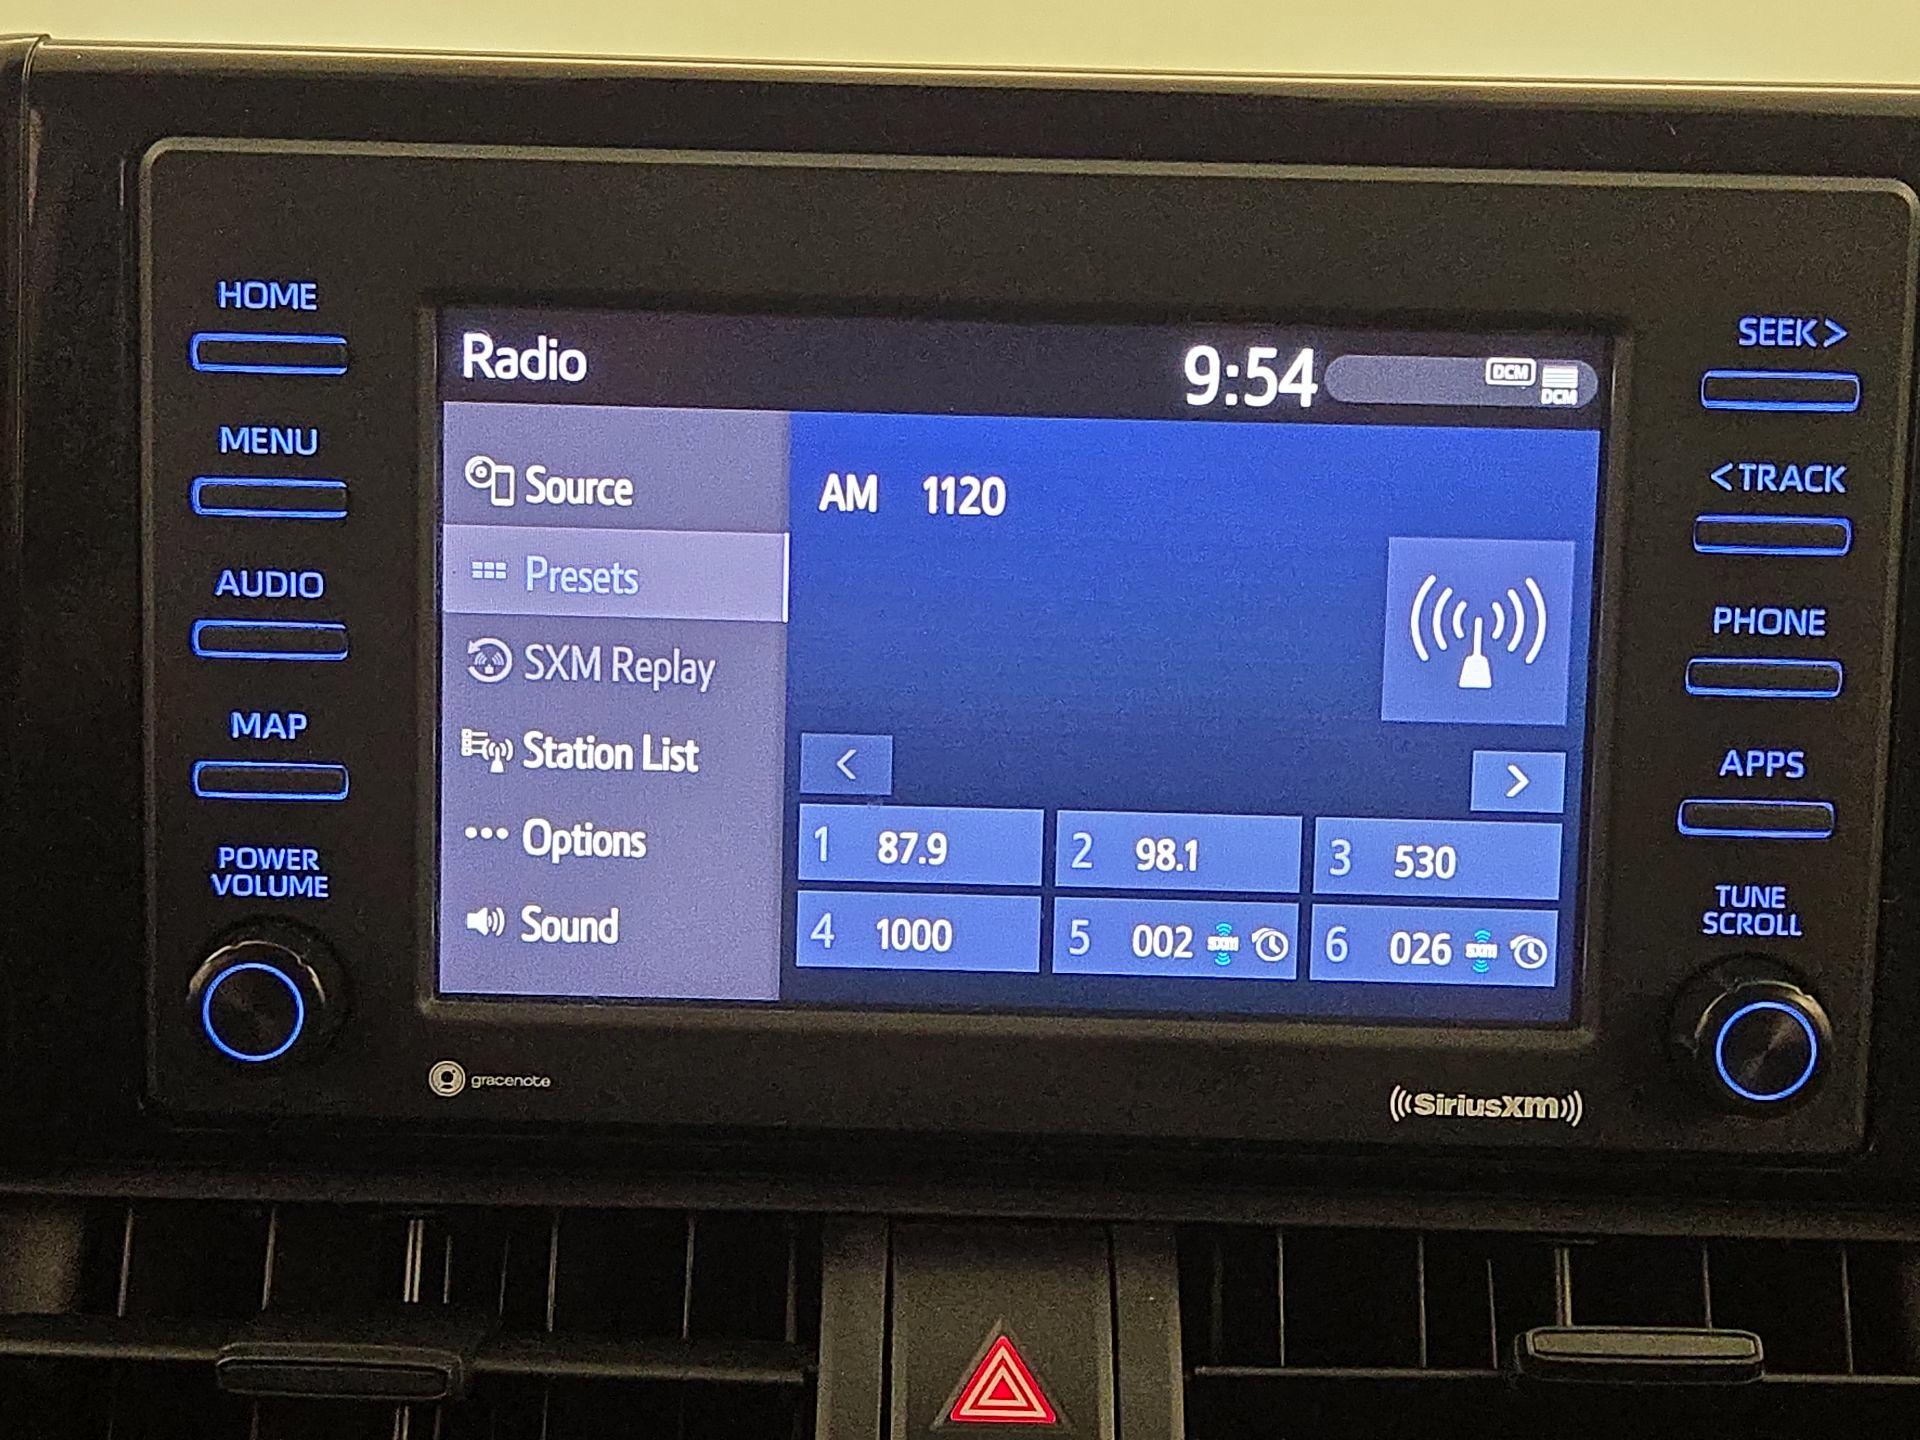 HOME
MENU
AUDIO
MAP
POWER
VOLUME
Radio
9:54
DCM
DCM
Source
Presets
SXM Replay
Station List
Options
Sound
AM 1120
<
>
1 87.9
2 98.1
3 530
4 1000
5 002 sxm
6 026 sxm
SEEK >
< TRACK
PHONE
APPS
TUNE
SCROLL
gracenote
(((SiriusXM)))